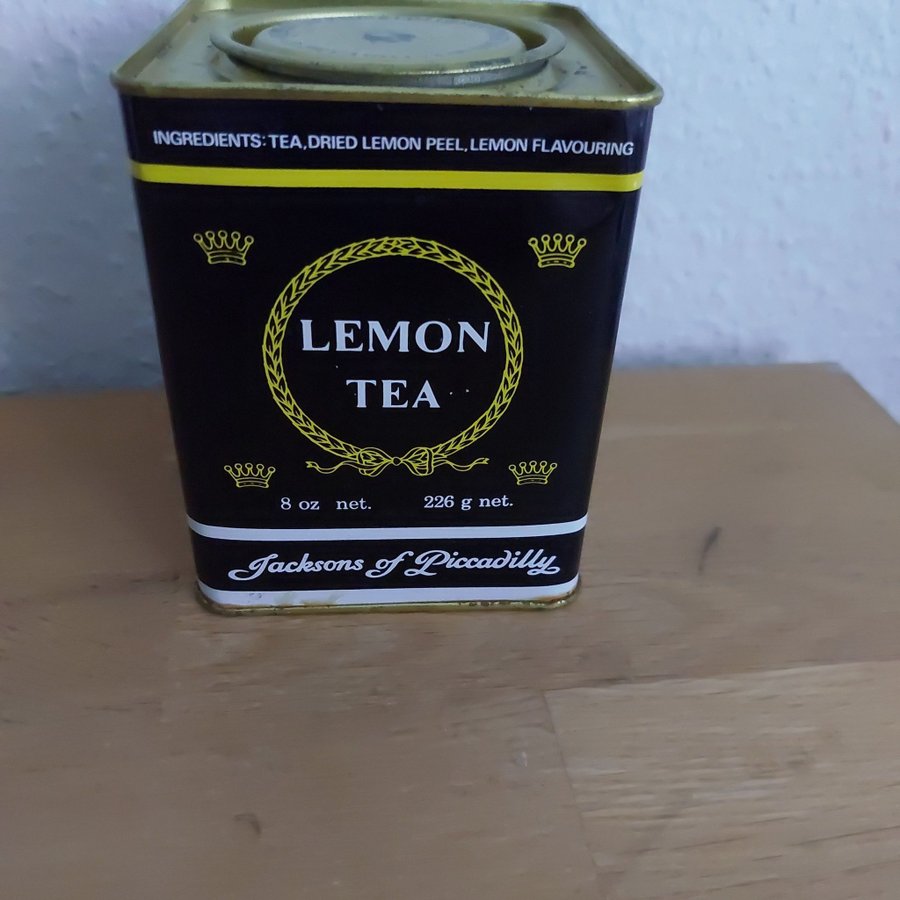 INGREDIENTS: TEA, DRIED LEMON PEEL, LEMON FLAVOURING
LEMON
TEA
8 oz net. 226 g net.
Jacksons of Piccadilly